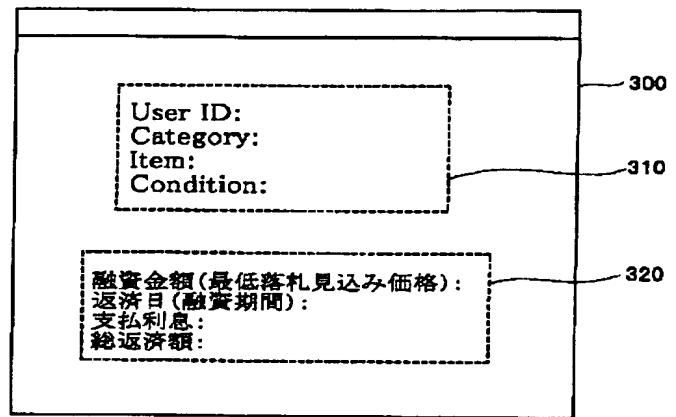 300
User ID:
Category:
Item:
Condition:
310
融資金額(最低落札見込み価格):
返済日(融資期間):
支払利息:
総返済額:
320